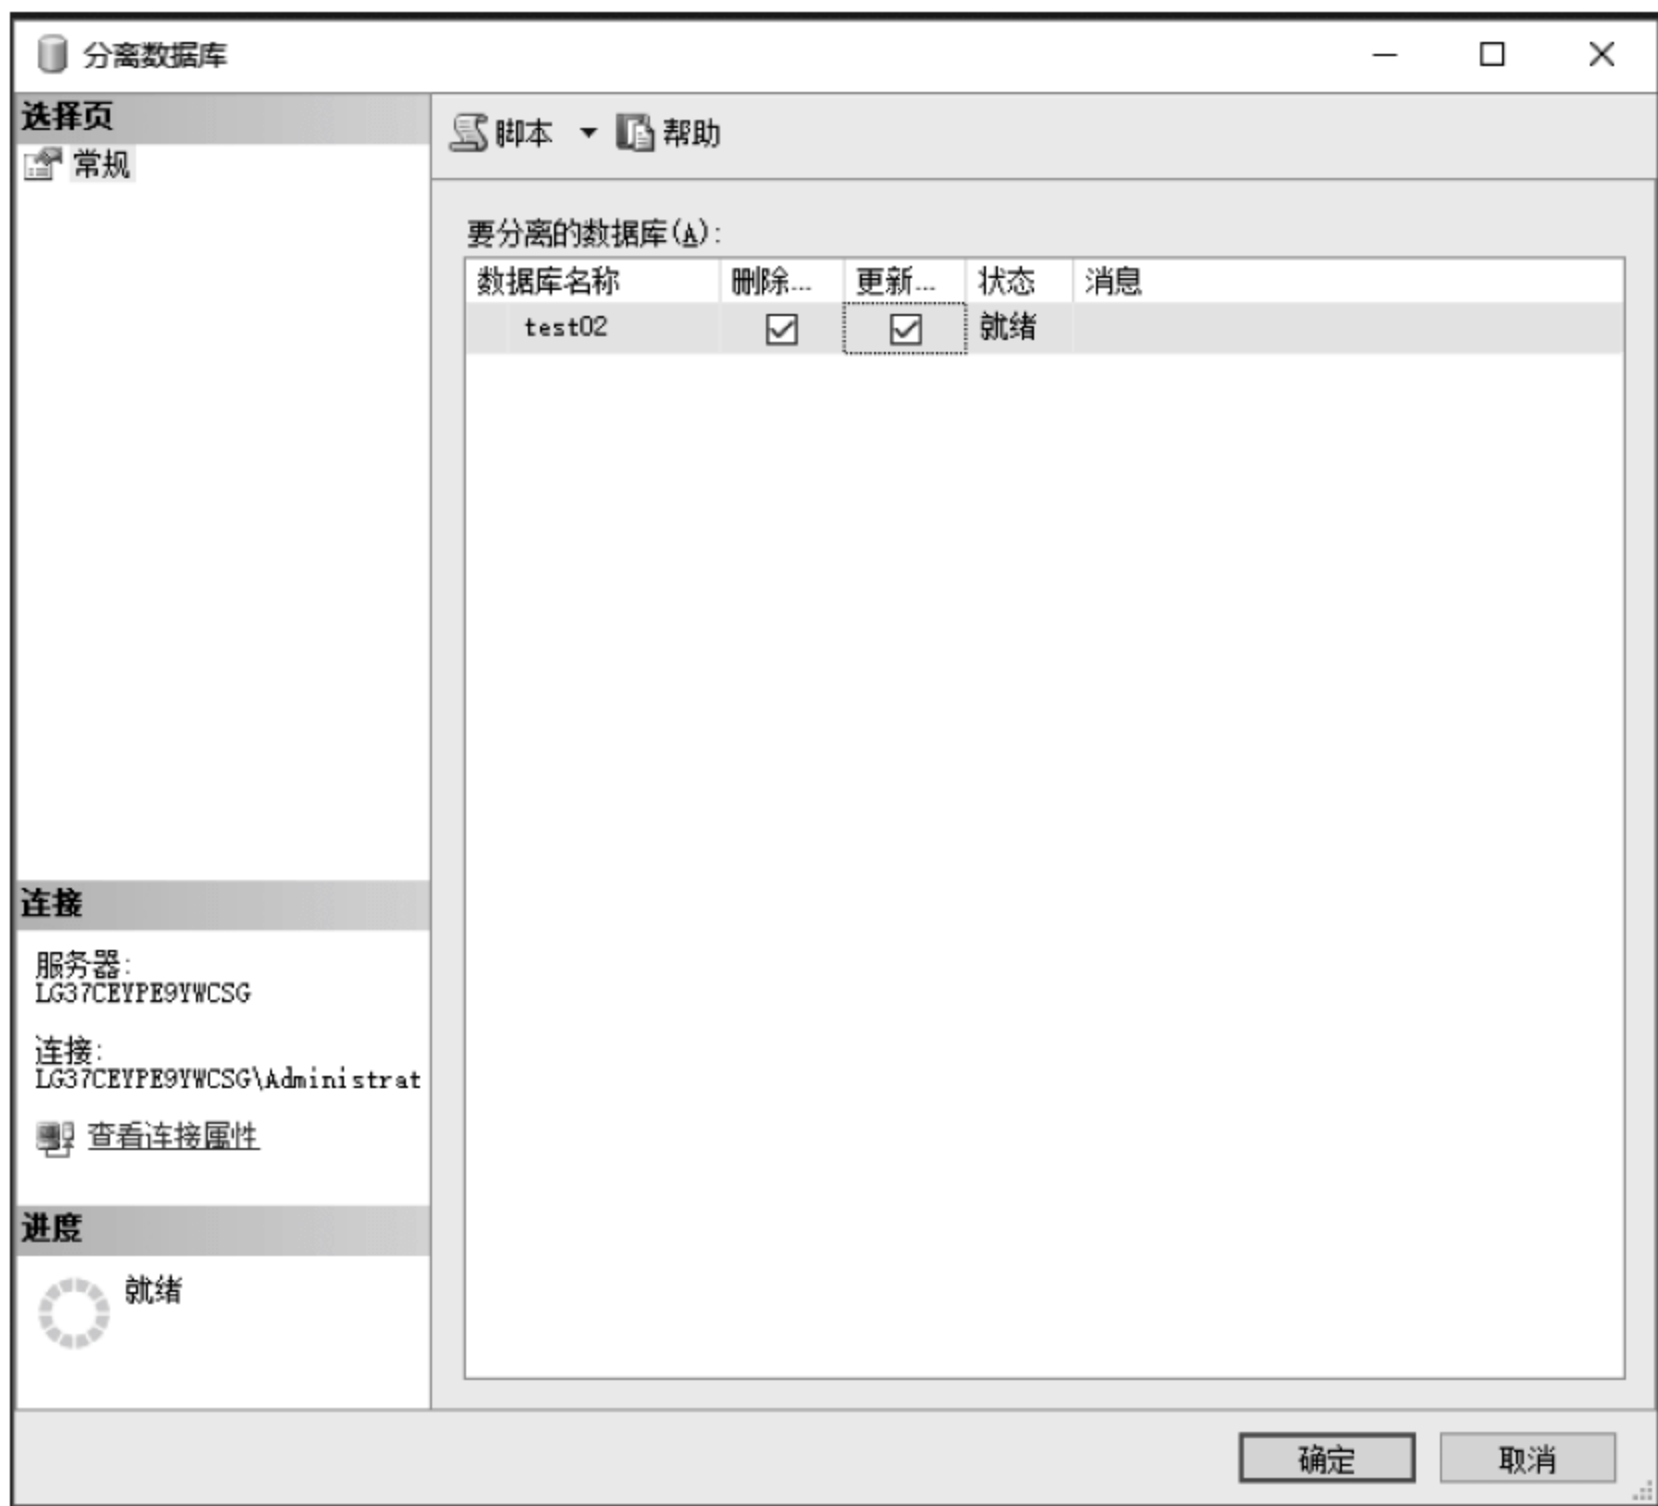 分离数据库
选择页
常规
脚本 帮助
要分离的数据库(A):
数据库名称 删除... 更新... 状态 消息
test02 就绪
连接
服务器:
LG37CEYPE9YWCSG
连接:
LG37CEYPE9YWCSG\Administrat
查看连接属性
进度
就绪
确定 取消